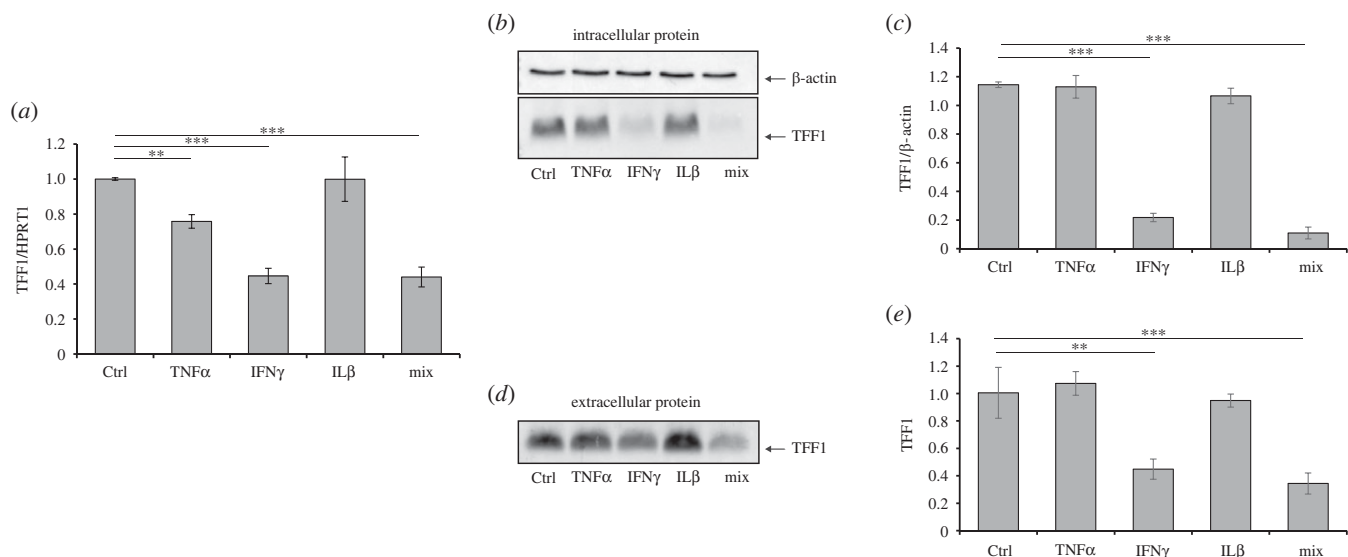 (a)
***
***
**
1.2
1.0
0.8
0.6
0.4
0.2
0
TFF1/HPRT1
Ctrl TNFα IFNγ ILβ mix
(b)
intracellular protein
← β-actin
← TFF1
Ctrl TNFα IFNγ ILβ mix
(c)
***
***
1.4
1.2
1.0
0.8
0.6
0.4
0.2
0
TFF1/β-actin
Ctrl TNFα IFNγ ILβ mix
(d)
extracellular protein
← TFF1
Ctrl TNFα IFNγ ILβ mix
(e)
***
**
1.4
1.2
1.0
0.8
0.6
0.4
0.2
0
TFF1
Ctrl TNFα IFNγ ILβ mix